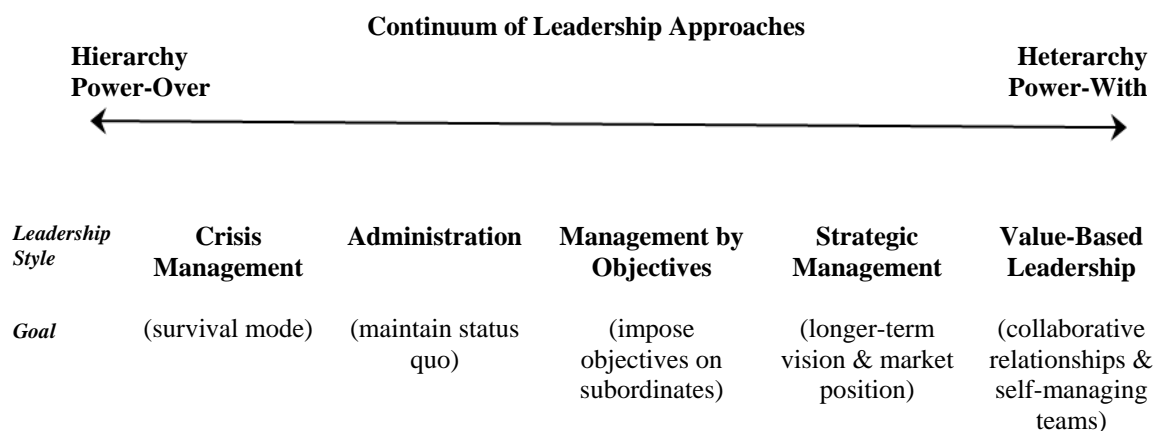 Continuum of Leadership Approaches
Hierarchy Heterarchy
Power-Over Power-With
Leadership Style Crisis Management Administration Management by Objectives Strategic Management Value-Based Leadership
Goal (survival mode) (maintain status quo) (impose objectives on subordinates) (longer-term vision & market position) (collaborative relationships & self-managing teams)